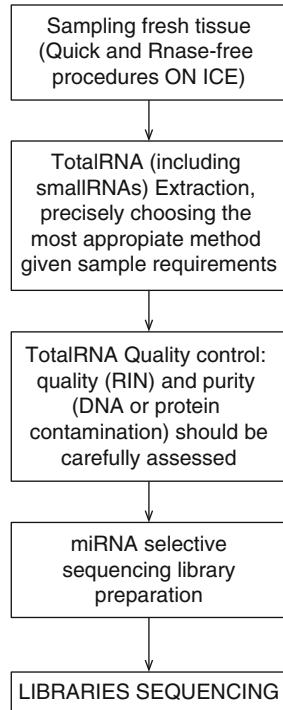 Sampling fresh tissue
(Quick and Rnase-free
procedures ON ICE)
TotalRNA (including
smallRNAs) Extraction,
precisely choosing the
most appropiate method
given sample requirements
TotalRNA Quality control:
quality (RIN) and purity
(DNA or protein
contamination) should be
carefully assessed
miRNA selective
sequencing library
preparation
LIBRARIES SEQUENCING